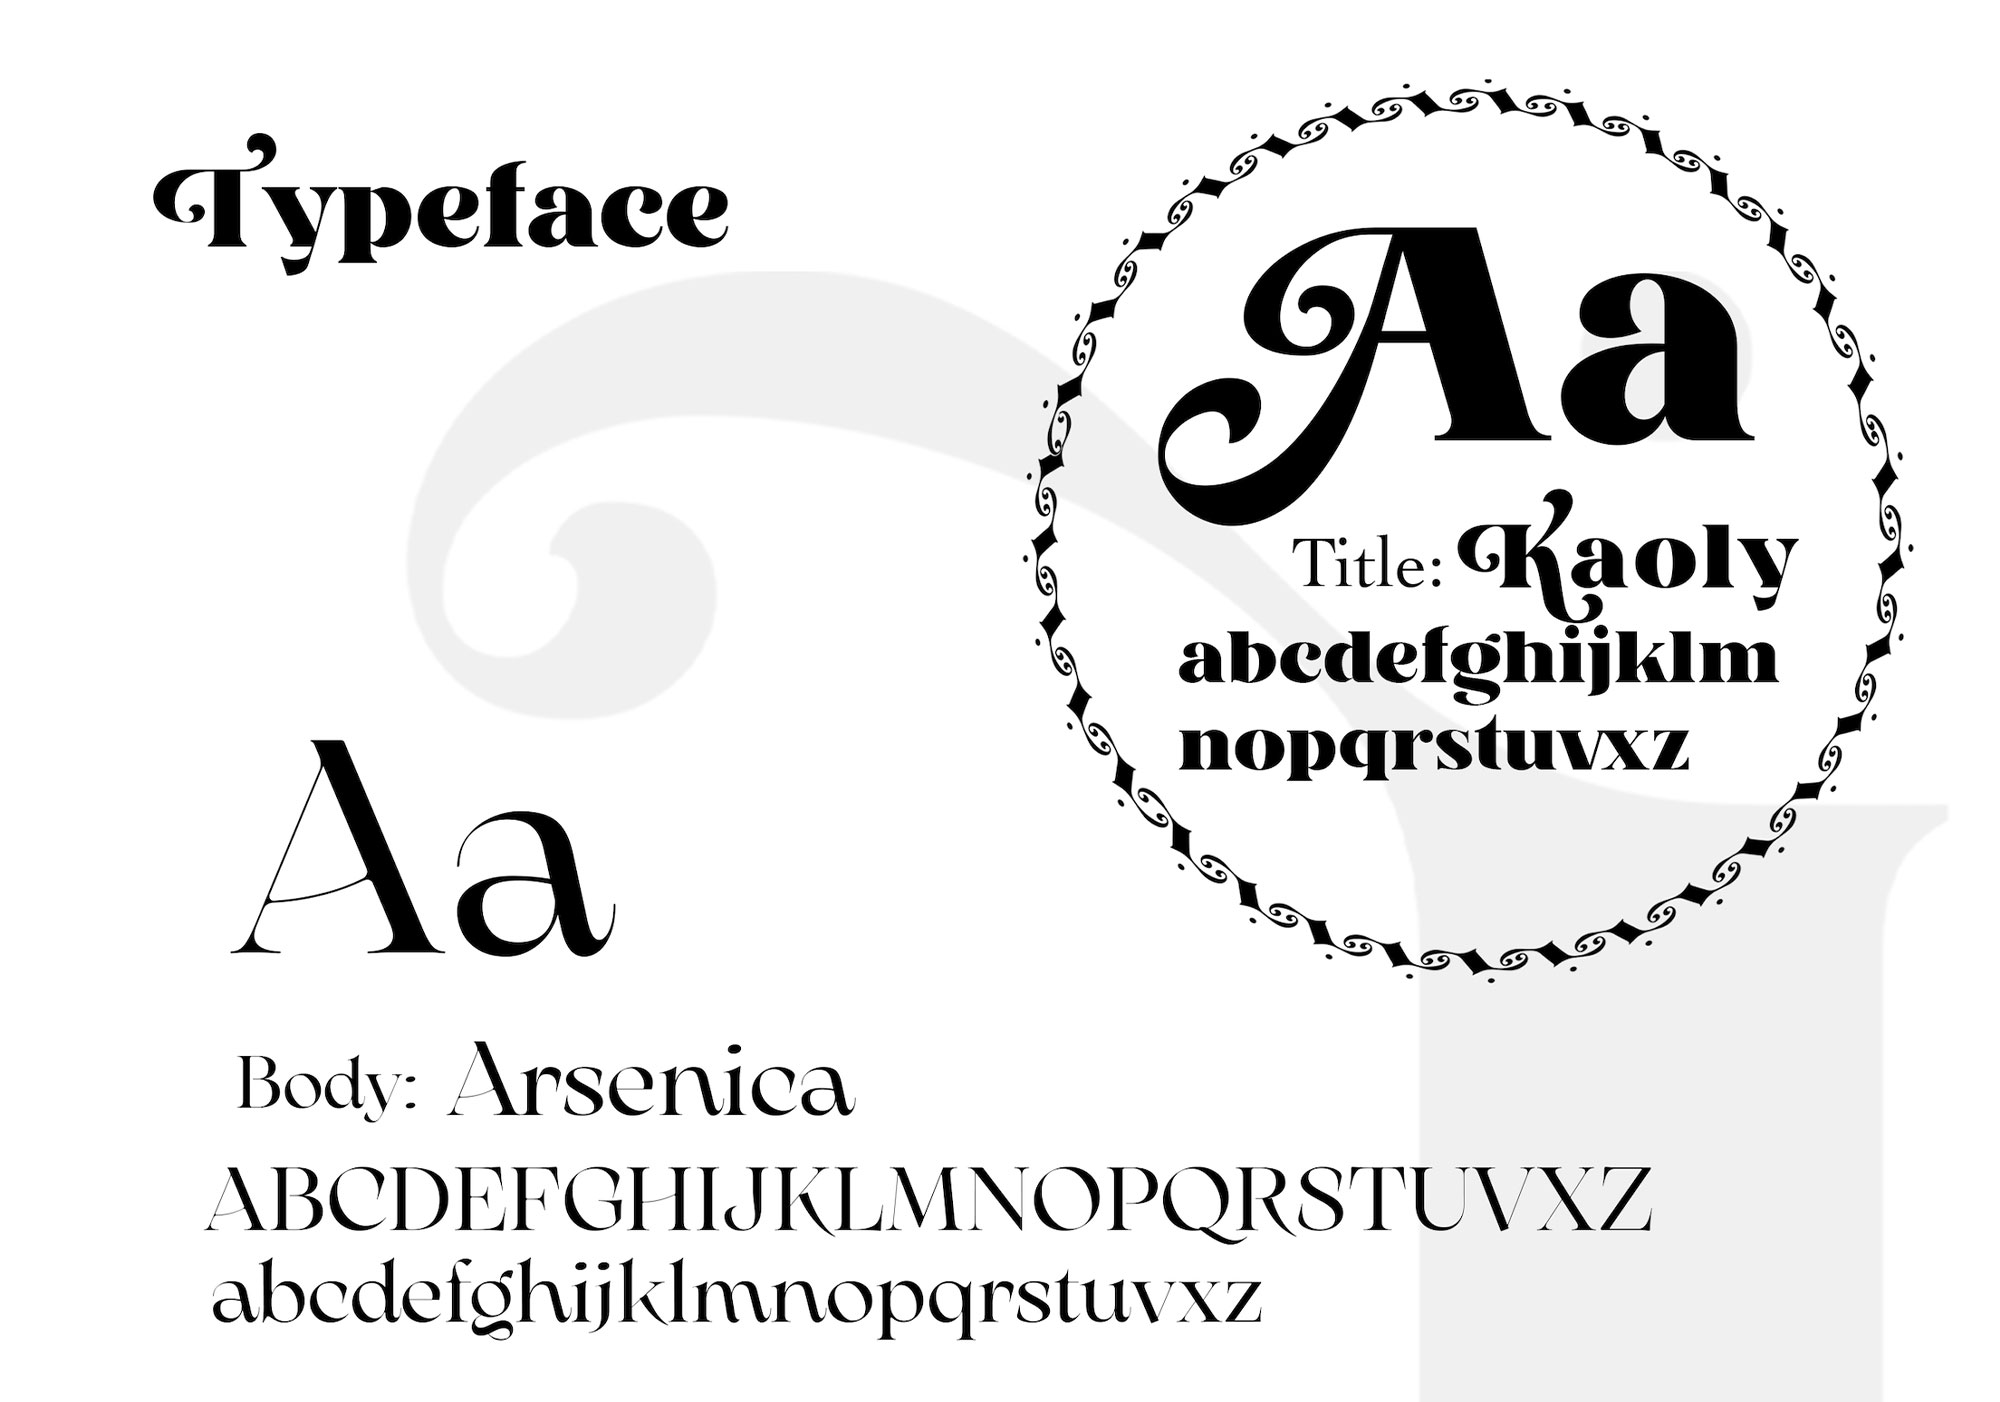 Typeface
Aa
Title: Kaoly
abcdefghijklm
nopqrstuvxz
Aa
Body: Arsenica
ABCDEFGHIJKLMNOPQRSTUVXZ
abcdefghijklmnopqrstuvxz